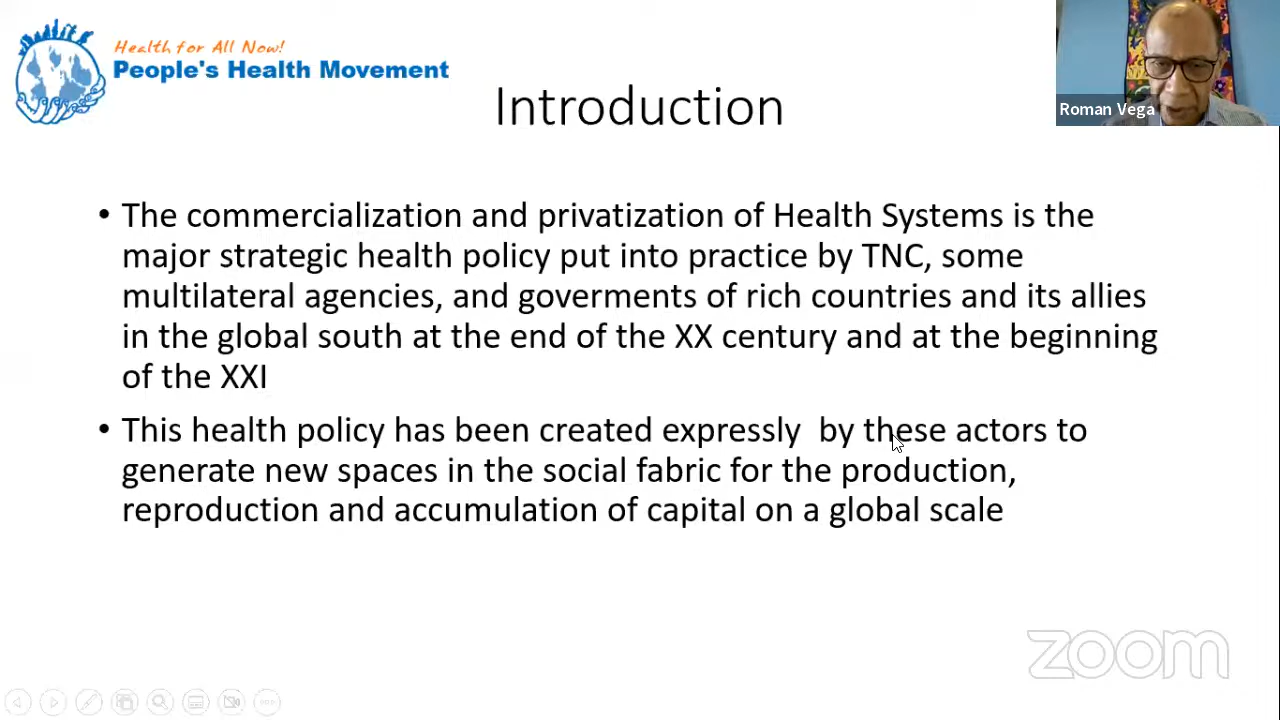 Health for All Now!
People's Health Movement
Roman Vega
Introduction
• The commercialization and privatization of Health Systems is the
major strategic health policy put into practice by TNC, some
multilateral agencies, and goverments of rich countries and its allies
in the global south at the end of the XX century and at the beginning
of the XXI
• This health policy has been created expressly  by these actors to
generate new spaces in the social fabric for the production,
reproduction and accumulation of capital on a global scale
zoom